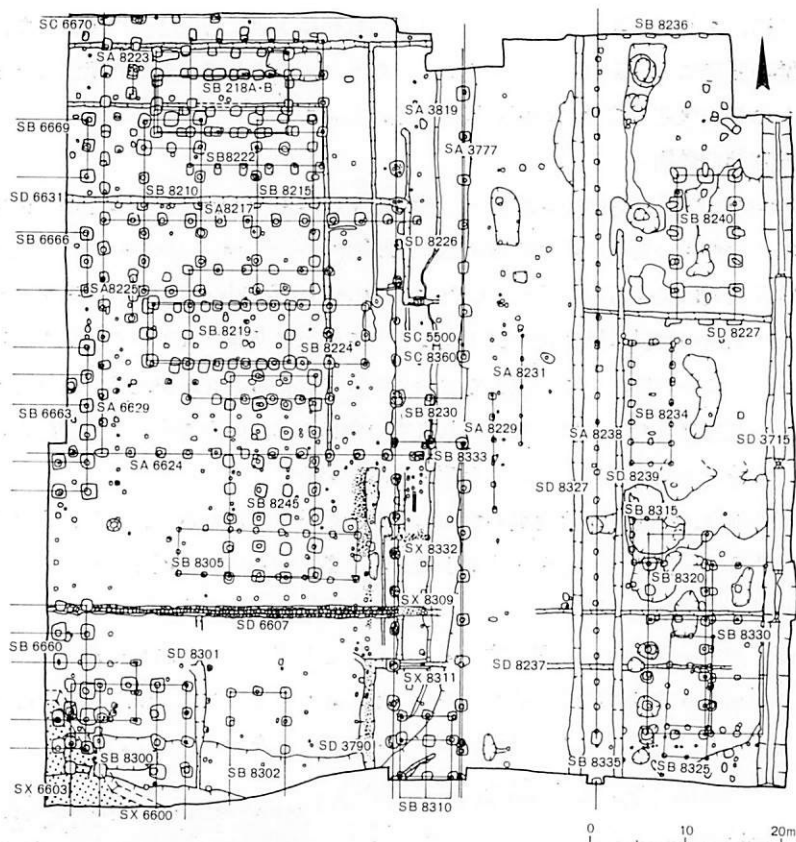 SC 6670
SB 8236
SA 8223
SB 218A·B
SA 3819
SB 6669
SA 3777
SB8222
SB 8210
SB 8215
SD 6631
SA8217
SB 8240
SB 6666
SD 8226
SA8225
SB 8219
SB 8224
SD 8227
SC 5500
SC 8360
SA 8231
SB 6663
SA 6629
SB 8230
SB 8234
SA 8229
SA 8238
SD 3715
SA 6624
SB 8333
SD 8239
SD 8327
SB 8245
SB 8315
SX 8332
SB 8305
SB 8320
SX 8309
SD 6607
SB 8330
SB 6660
SD 8301
SX 8311
SD 8237
SD 3790
SB 8300
SB 8302
SB 8335
SB 8325
SX 6603
SX 6600
SB 8310
0 10 20m